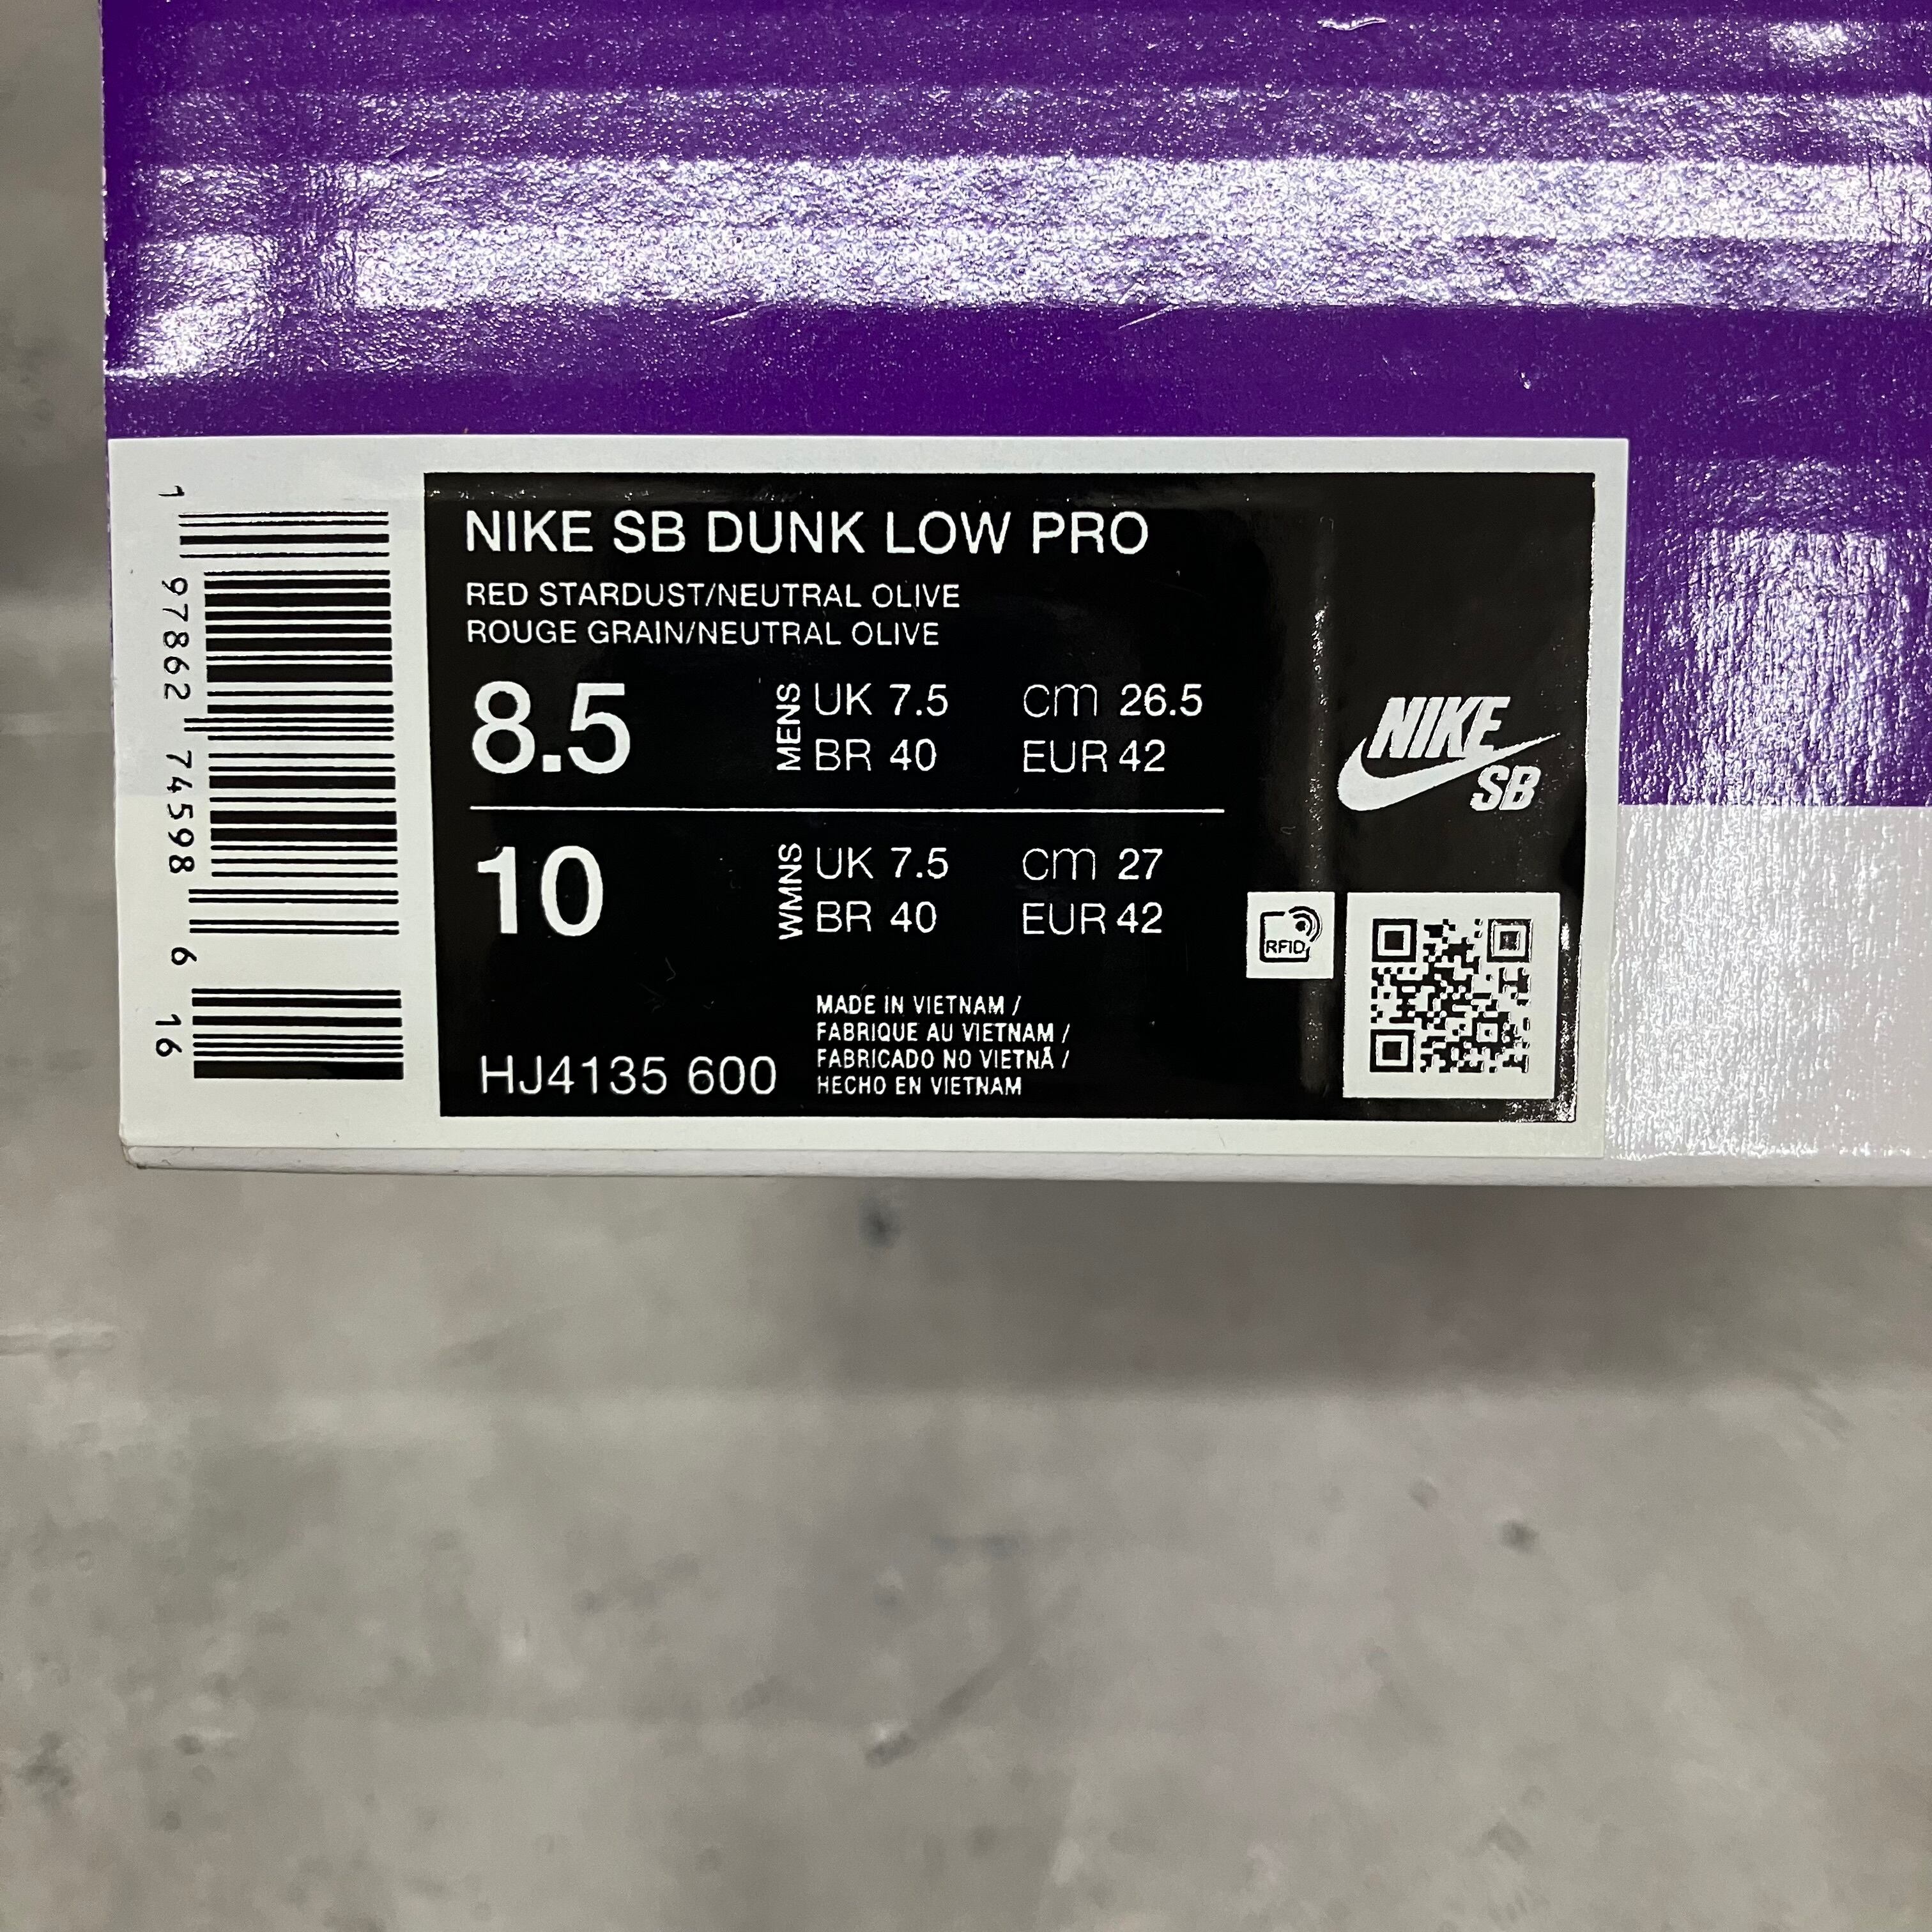 NIKE SB DUNK LOW PRO
RED STARDUST/NEUTRAL OLIVE
ROUGE GRAIN/NEUTRAL OLIVE
8.5 MENS UK 7.5 cm 26.5
BR 40 EUR 42
10 WMNS UK 7.5 cm 27
BR 40 EUR 42
MADE IN VIETNAM /
FABRIQUE AU VIETNAM /
FABRICADO NO VIETNÃ /
HECHO EN VIETNAM
HJ4135 600
NIKE
SB
RFID
1 97862 74598 6 16